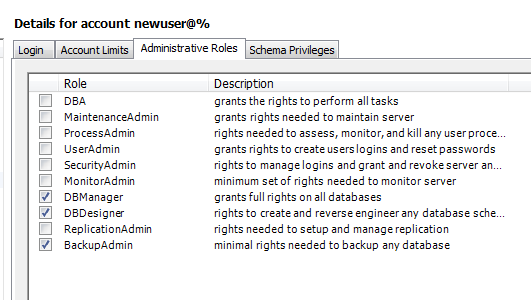 Details for account newuser@%
Login Account Limits Administrative Roles Schema Privileges
Role Description
DBA grants the rights to perform all tasks
MaintenanceAdmin grants rights needed to maintain server
ProcessAdmin rights needed to assess, monitor, and kill any user proce...
UserAdmin grants rights to create users logins and reset passwords
SecurityAdmin rights to manage logins and grant and revoke server an...
MonitorAdmin minimum set of rights needed to monitor server
DBManager grants full rights on all databases
DBDesigner rights to create and reverse engineer any database sche...
ReplicationAdmin rights needed to setup and manage replication
BackupAdmin minimal rights needed to backup any database